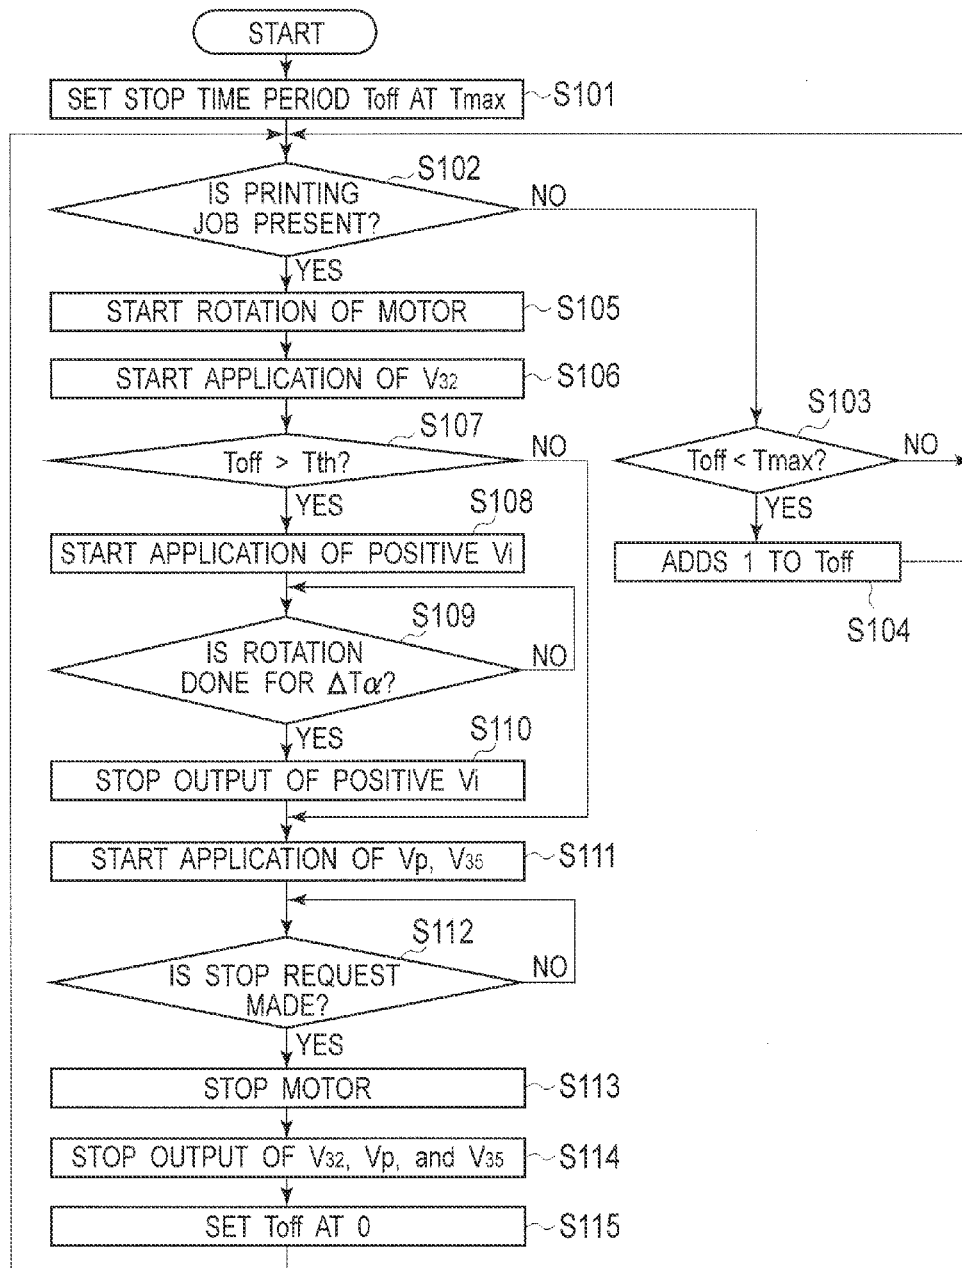 START
SET STOP TIME PERIOD Toff AT Tmax
S101
S102
IS PRINTING
JOB PRESENT?
NO
YES
START ROTATION OF MOTOR
S105
START APPLICATION OF V32
S106
S107
Toff > Tth?
NO
YES
S103
Toff < Tmax?
NO
YES
S108
START APPLICATION OF POSITIVE Vi
ADDS 1 TO Toff
S104
S109
IS ROTATION
DONE FOR ΔTα?
NO
YES
S110
STOP OUTPUT OF POSITIVE Vi
START APPLICATION OF Vp, V35
S111
S112
IS STOP REQUEST
MADE?
NO
YES
STOP MOTOR
S113
STOP OUTPUT OF V32, Vp, and V35
S114
SET Toff AT 0
S115